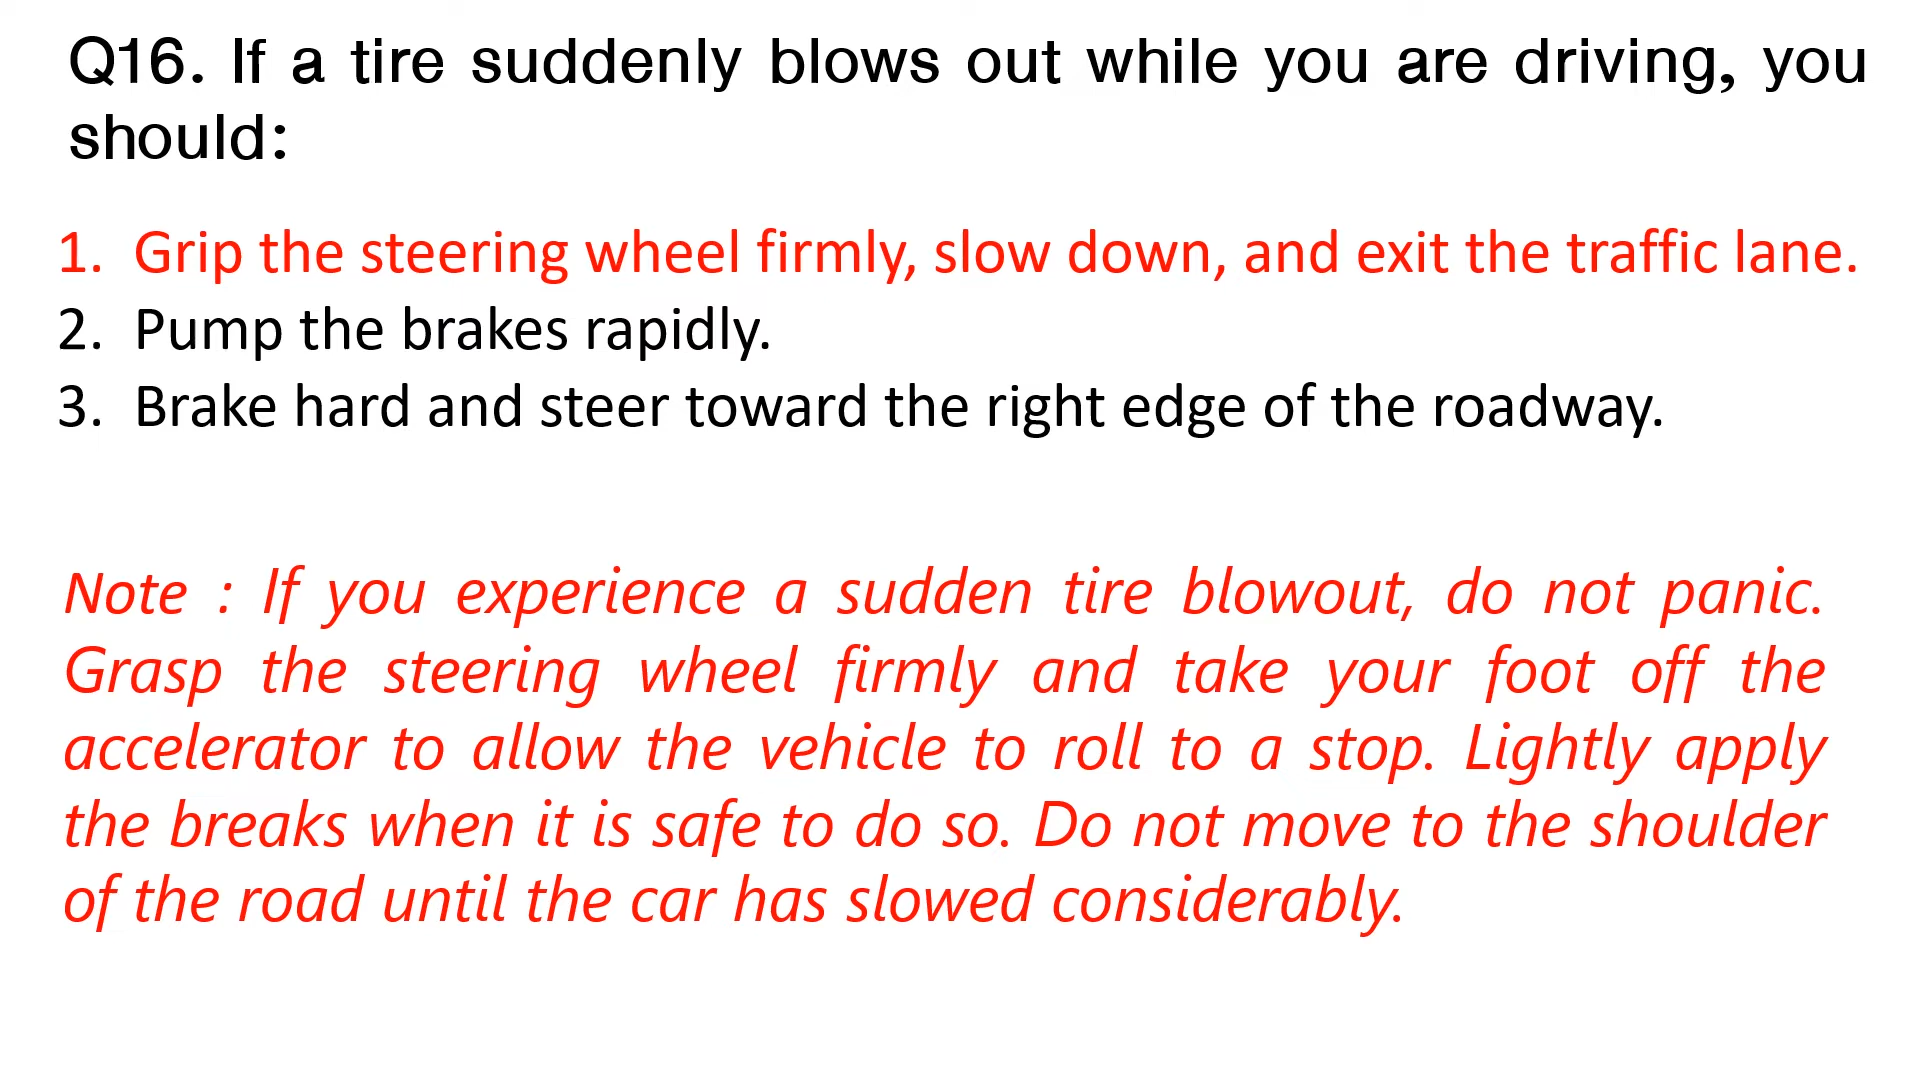 Q16. If a tire suddenly blows out while you are driving, you
should:
1. Grip the steering wheel firmly, slow down, and exit the traffic lane.
2. Pump the brakes rapidly.
3. Brake hard and steer toward the right edge of the roadway.
Note : If you experience a sudden tire blowout, do not panic.
Grasp the steering wheel firmly and take your foot off the
accelerator to allow the vehicle to roll to a stop. Lightly apply
the breaks when it is safe to do so. Do not move to the shoulder
of the road until the car has slowed considerably.